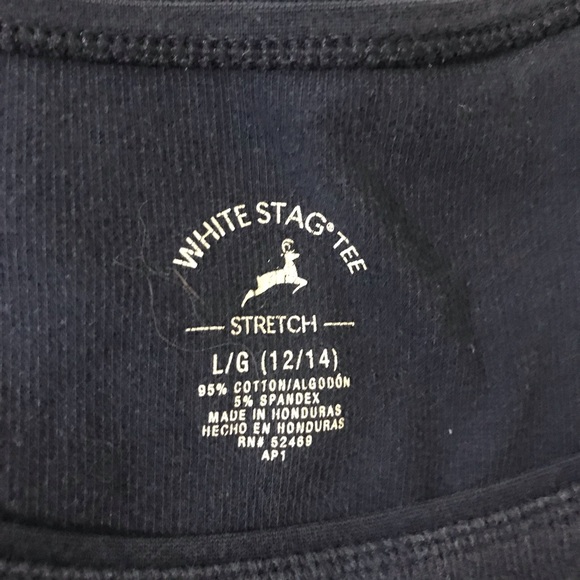 WHITE STAG® TEE
— STRETCH —
L/G (12/14)
95% COTTON/ALGODÓN
5% SPANDEX
MADE IN HONDURAS
HECHO EN HONDURAS
RN# 52469
AP1